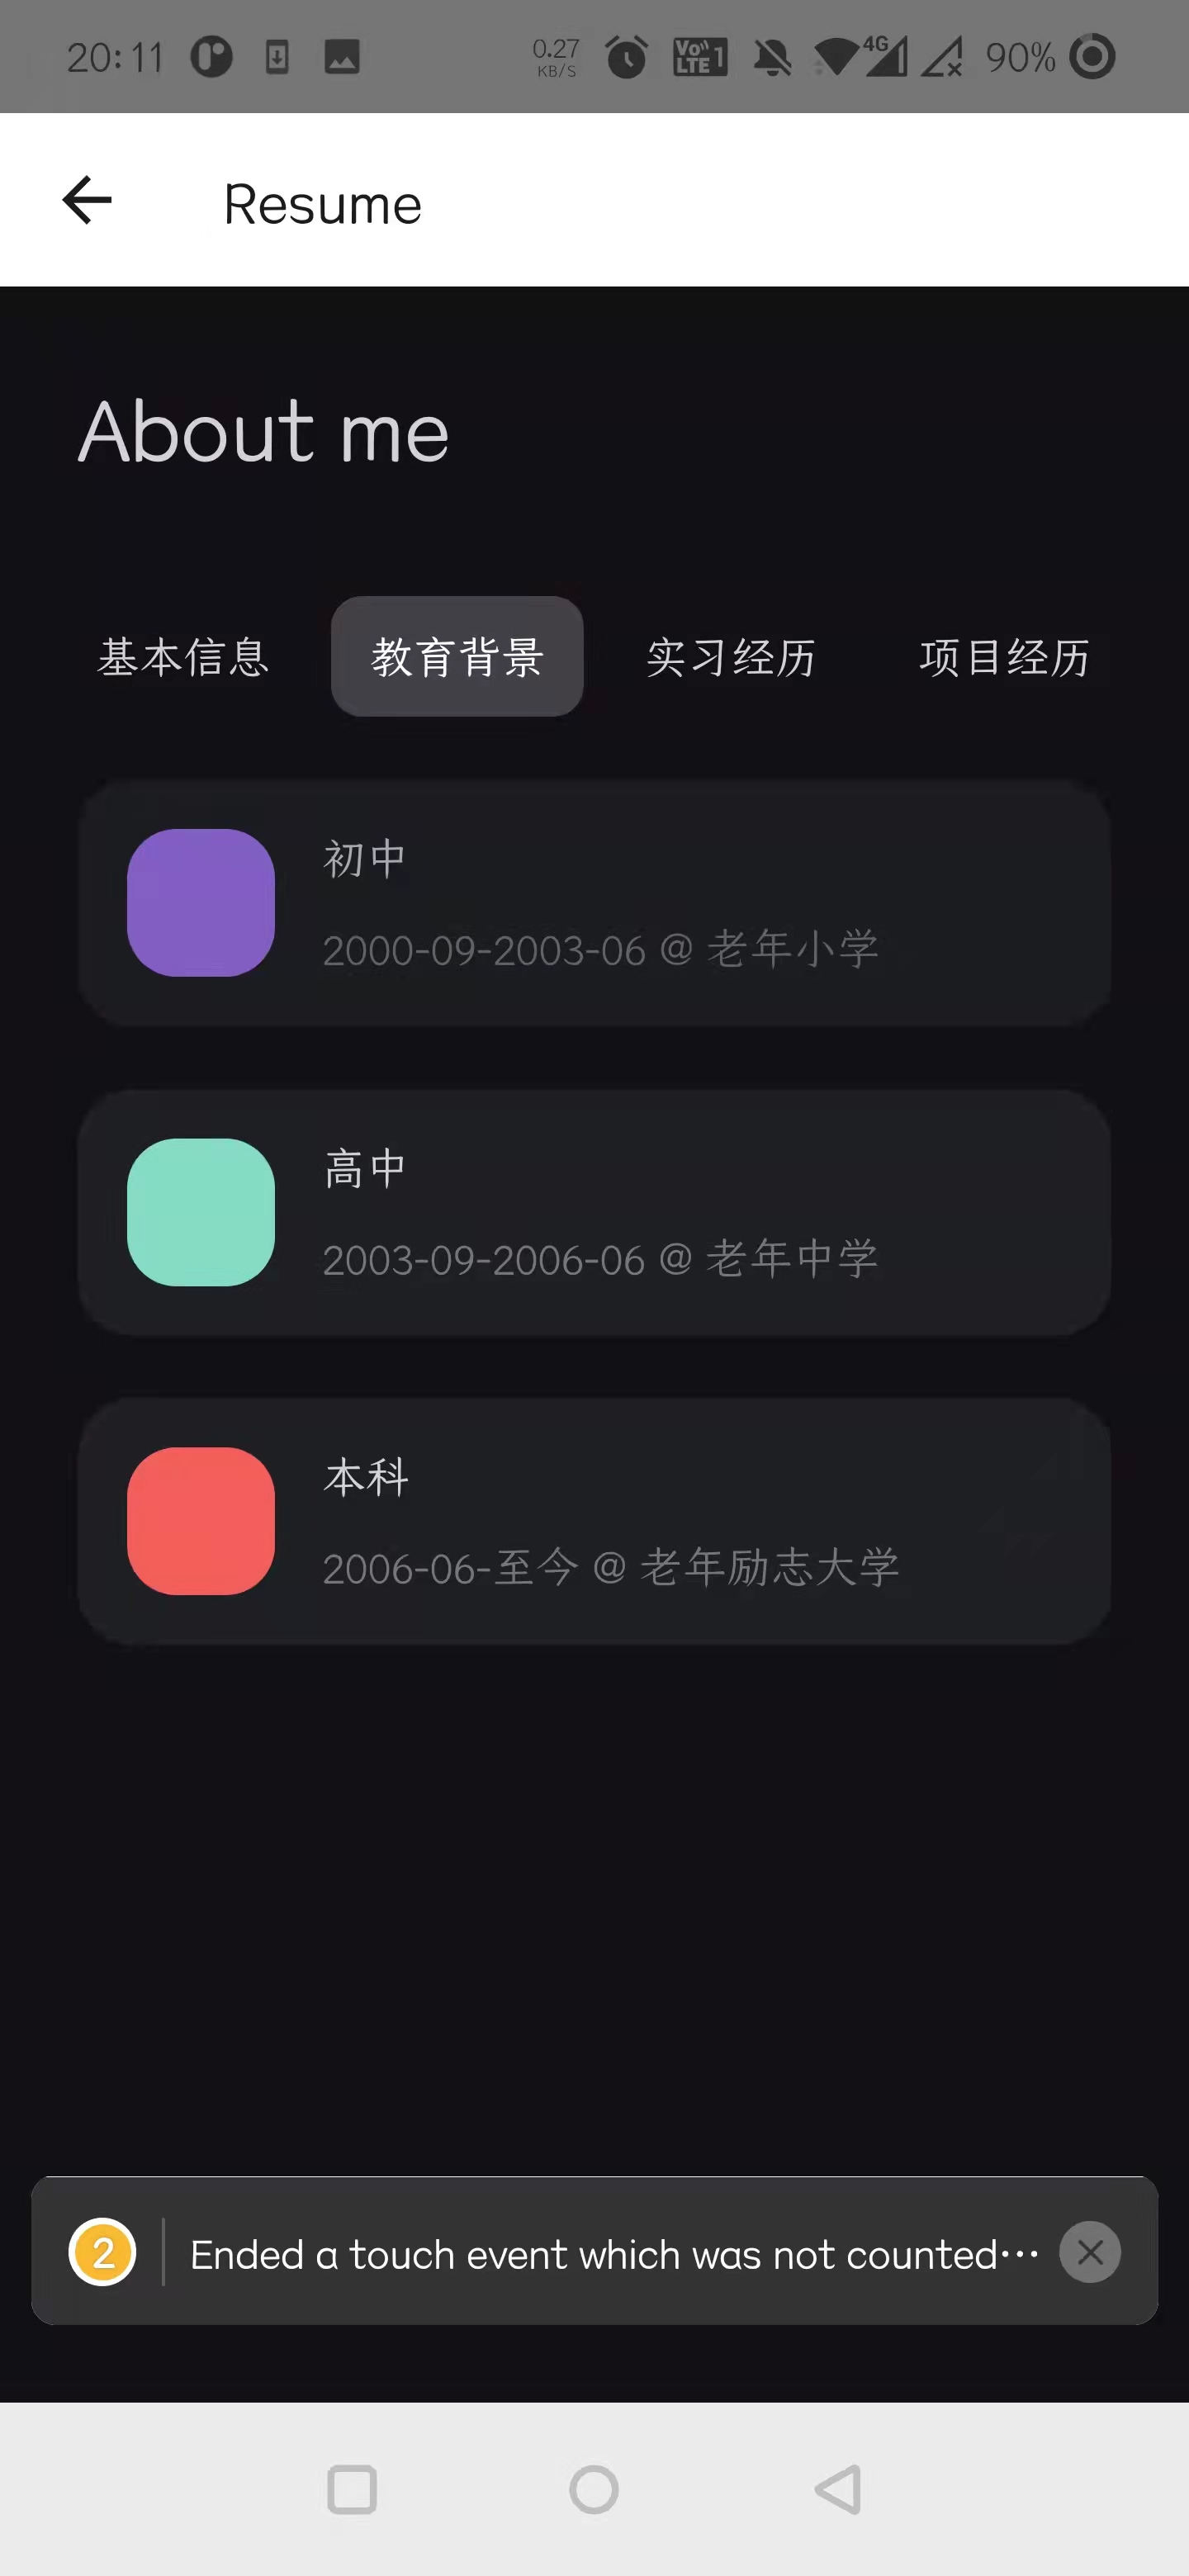 20:11 0.27 KB/S Vo LTE 1 4G 90%
Resume
About me
基本信息 教育背景 实习经历 项目经历
初中
2000-09-2003-06 @ 老年小学
高中
2003-09-2006-06 @ 老年中学
本科
2006-06-至今 @ 老年励志大学
2 Ended a touch event which was not counted…